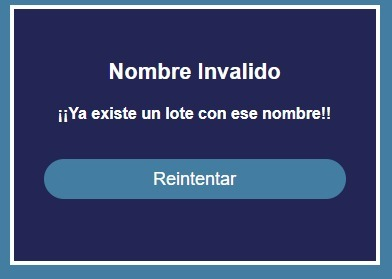 Nombre Invalido
¡¡Ya existe un lote con ese nombre!!
Reintentar